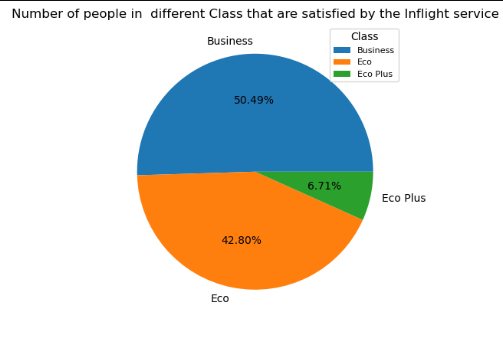 Number of people in  different Class that are satisfied by the Inflight service
Class
Business
Eco
Eco Plus
Business
50.49%
6.71%
Eco Plus
42.80%
Eco